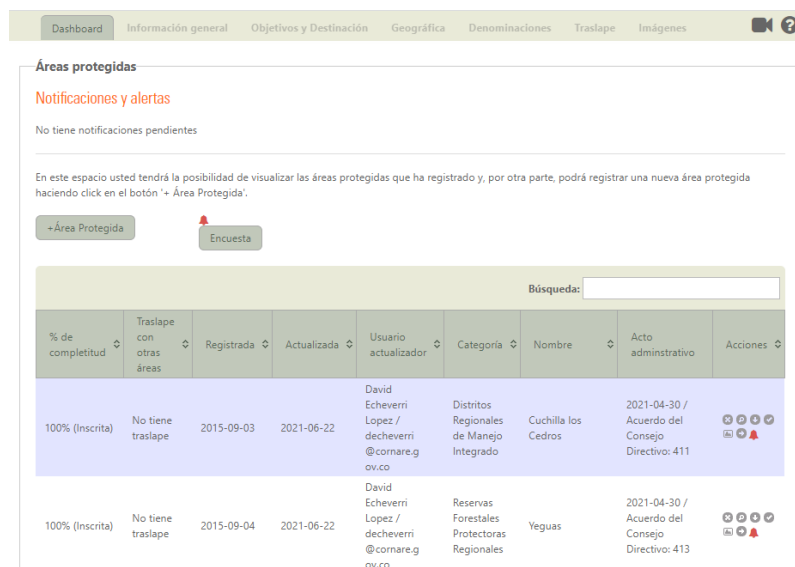 Dashboard Información general Objetivos y Destinación Geográfica Denominaciones Traslape Imágenes ?
Áreas protegidas
Notificaciones y alertas
No tiene notificaciones pendientes
En este espacio usted tendrá la posibilidad de visualizar las áreas protegidas que ha registrado y, por otra parte, podrá registrar una nueva área protegida
haciendo click en el botón '+ Área Protegida'.
+Área Protegida
Encuesta
Búsqueda:
% de
completitud
Traslape
con
otras
áreas
Registrada
Actualizada
Usuario
actualizador
Categoría
Nombre
Acto
adminstrativo
Acciones
100% (Inscrita)
No tiene
traslape
2015-09-03
2021-06-22
David
Echeverri
Lopez /
decheverri
@cornare.g
ov.co
Distritos
Regionales
de Manejo
Integrado
Cuchilla los
Cedros
2021-04-30 /
Acuerdo del
Consejo
Directivo: 411
100% (Inscrita)
No tiene
traslape
2015-09-04
2021-06-22
David
Echeverri
Lopez /
decheverri
@cornare.g
ov.co
Reservas
Forestales
Protectoras
Regionales
Yeguas
2021-04-30 /
Acuerdo del
Consejo
Directivo: 413